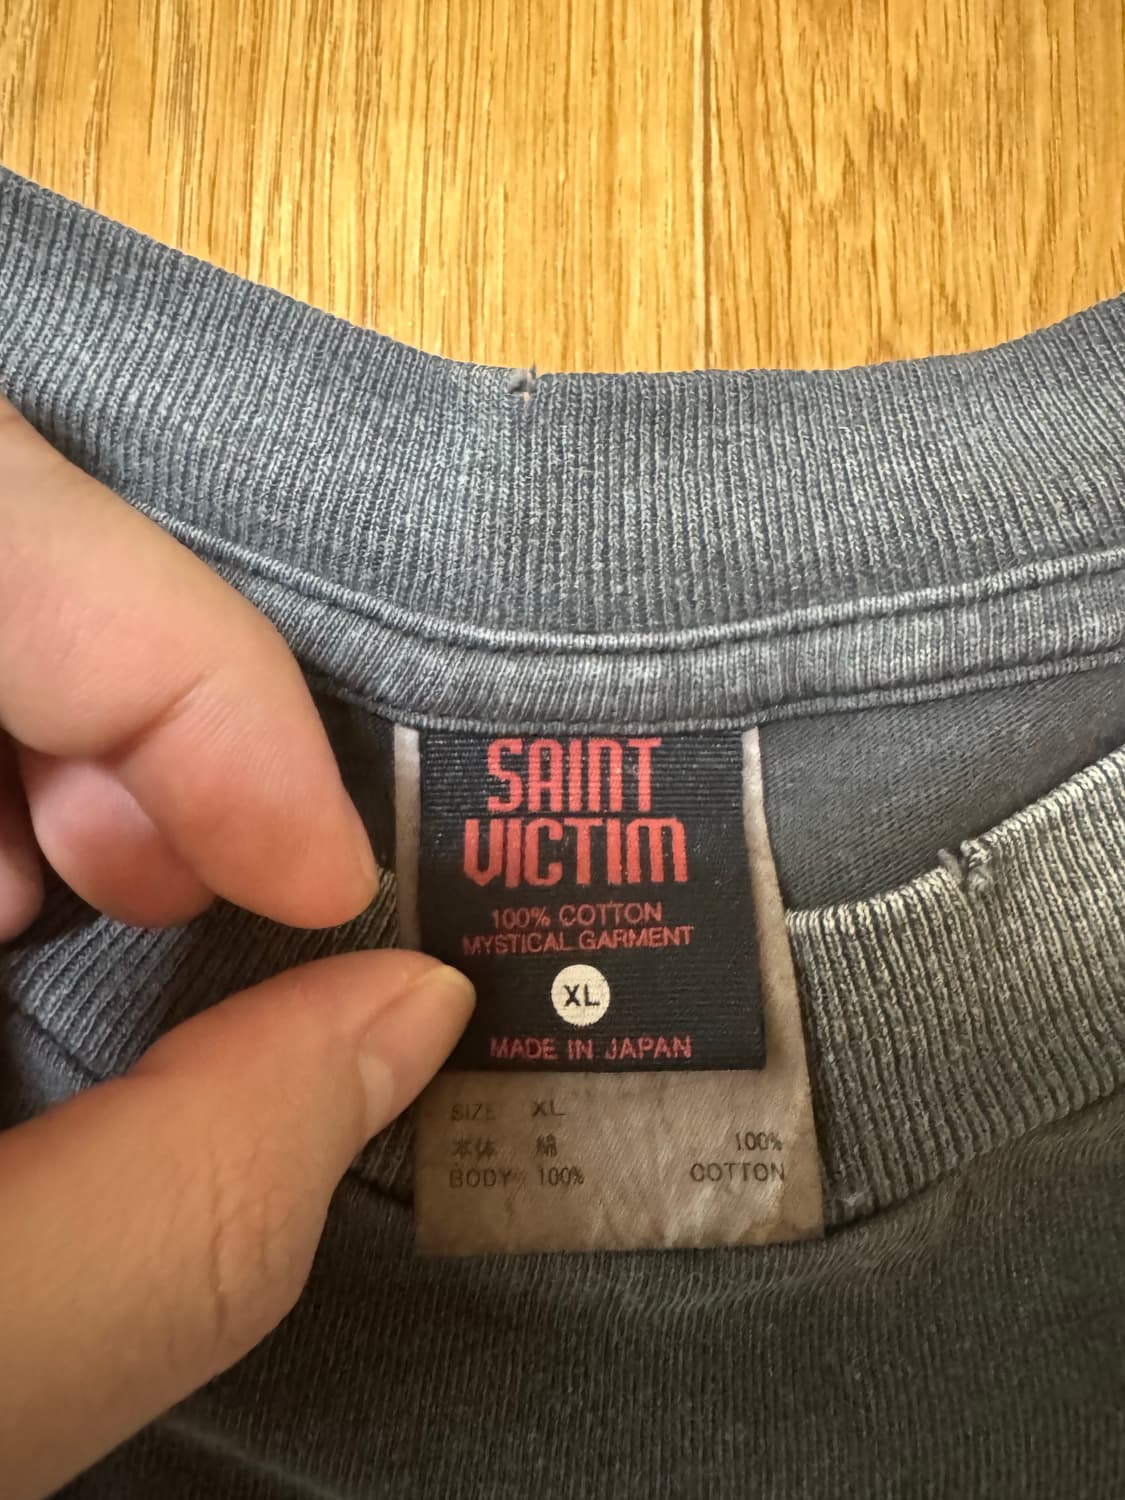 SAINT
VICTIM
100% COTTON
MYSTICAL GARMENT
XL
MADE IN JAPAN
SIZE XL
本体 綿 100%
BODY 100% COTTON